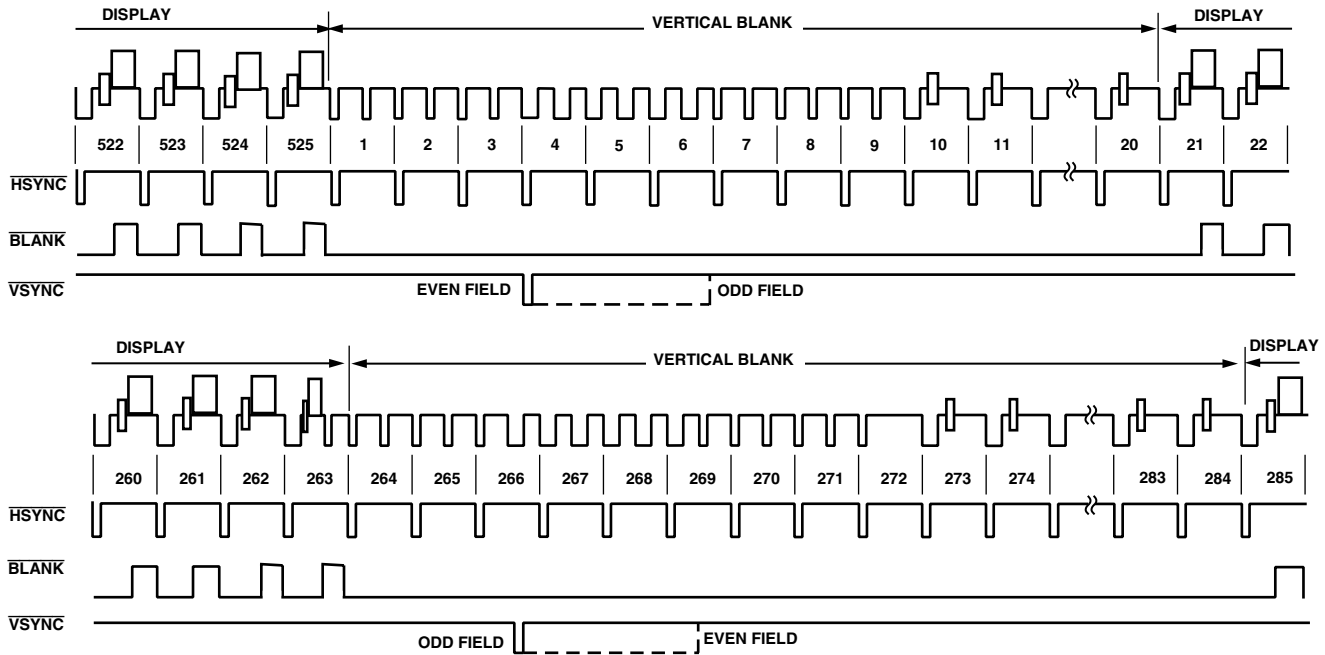 DISPLAY VERTICAL BLANK DISPLAY
522 523 524 525 1 2 3 4 5 6 7 8 9 10 11 20 21 22
HSYNC
BLANK
VSYNC
EVEN FIELD ODD FIELD
DISPLAY VERTICAL BLANK DISPLAY
260 261 262 263 264 265 266 267 268 269 270 271 272 273 274 283 284 285
HSYNC
BLANK
VSYNC
ODD FIELD EVEN FIELD